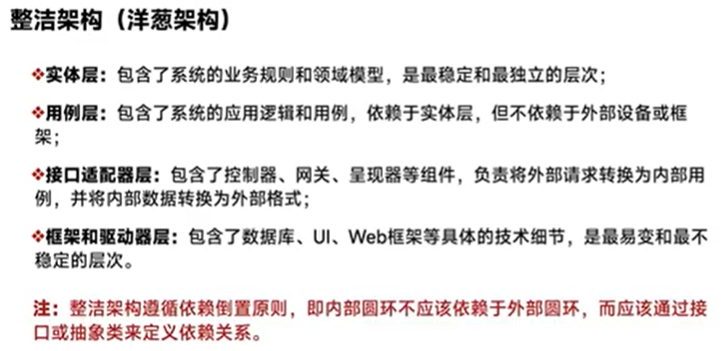 整洁架构（洋葱架构）
❖实体层：包含了系统的业务规则和领域模型，是最稳定和最独立的层次；
❖用例层：包含了系统的应用逻辑和用例，依赖于实体层，但不依赖于外部设备或框
架；
❖接口适配器层：包含了控制器、网关、呈现器等组件，负责将外部请求转换为内部用
例，并将内部数据转换为外部格式；
❖框架和驱动器层：包含了数据库、UI、Web框架等具体的技术细节，是最易变和最不
稳定的层次。
注：整洁架构遵循依赖倒置原则，即内部圆环不应该依赖于外部圆环，而应该通过接
口或抽象类来定义依赖关系。